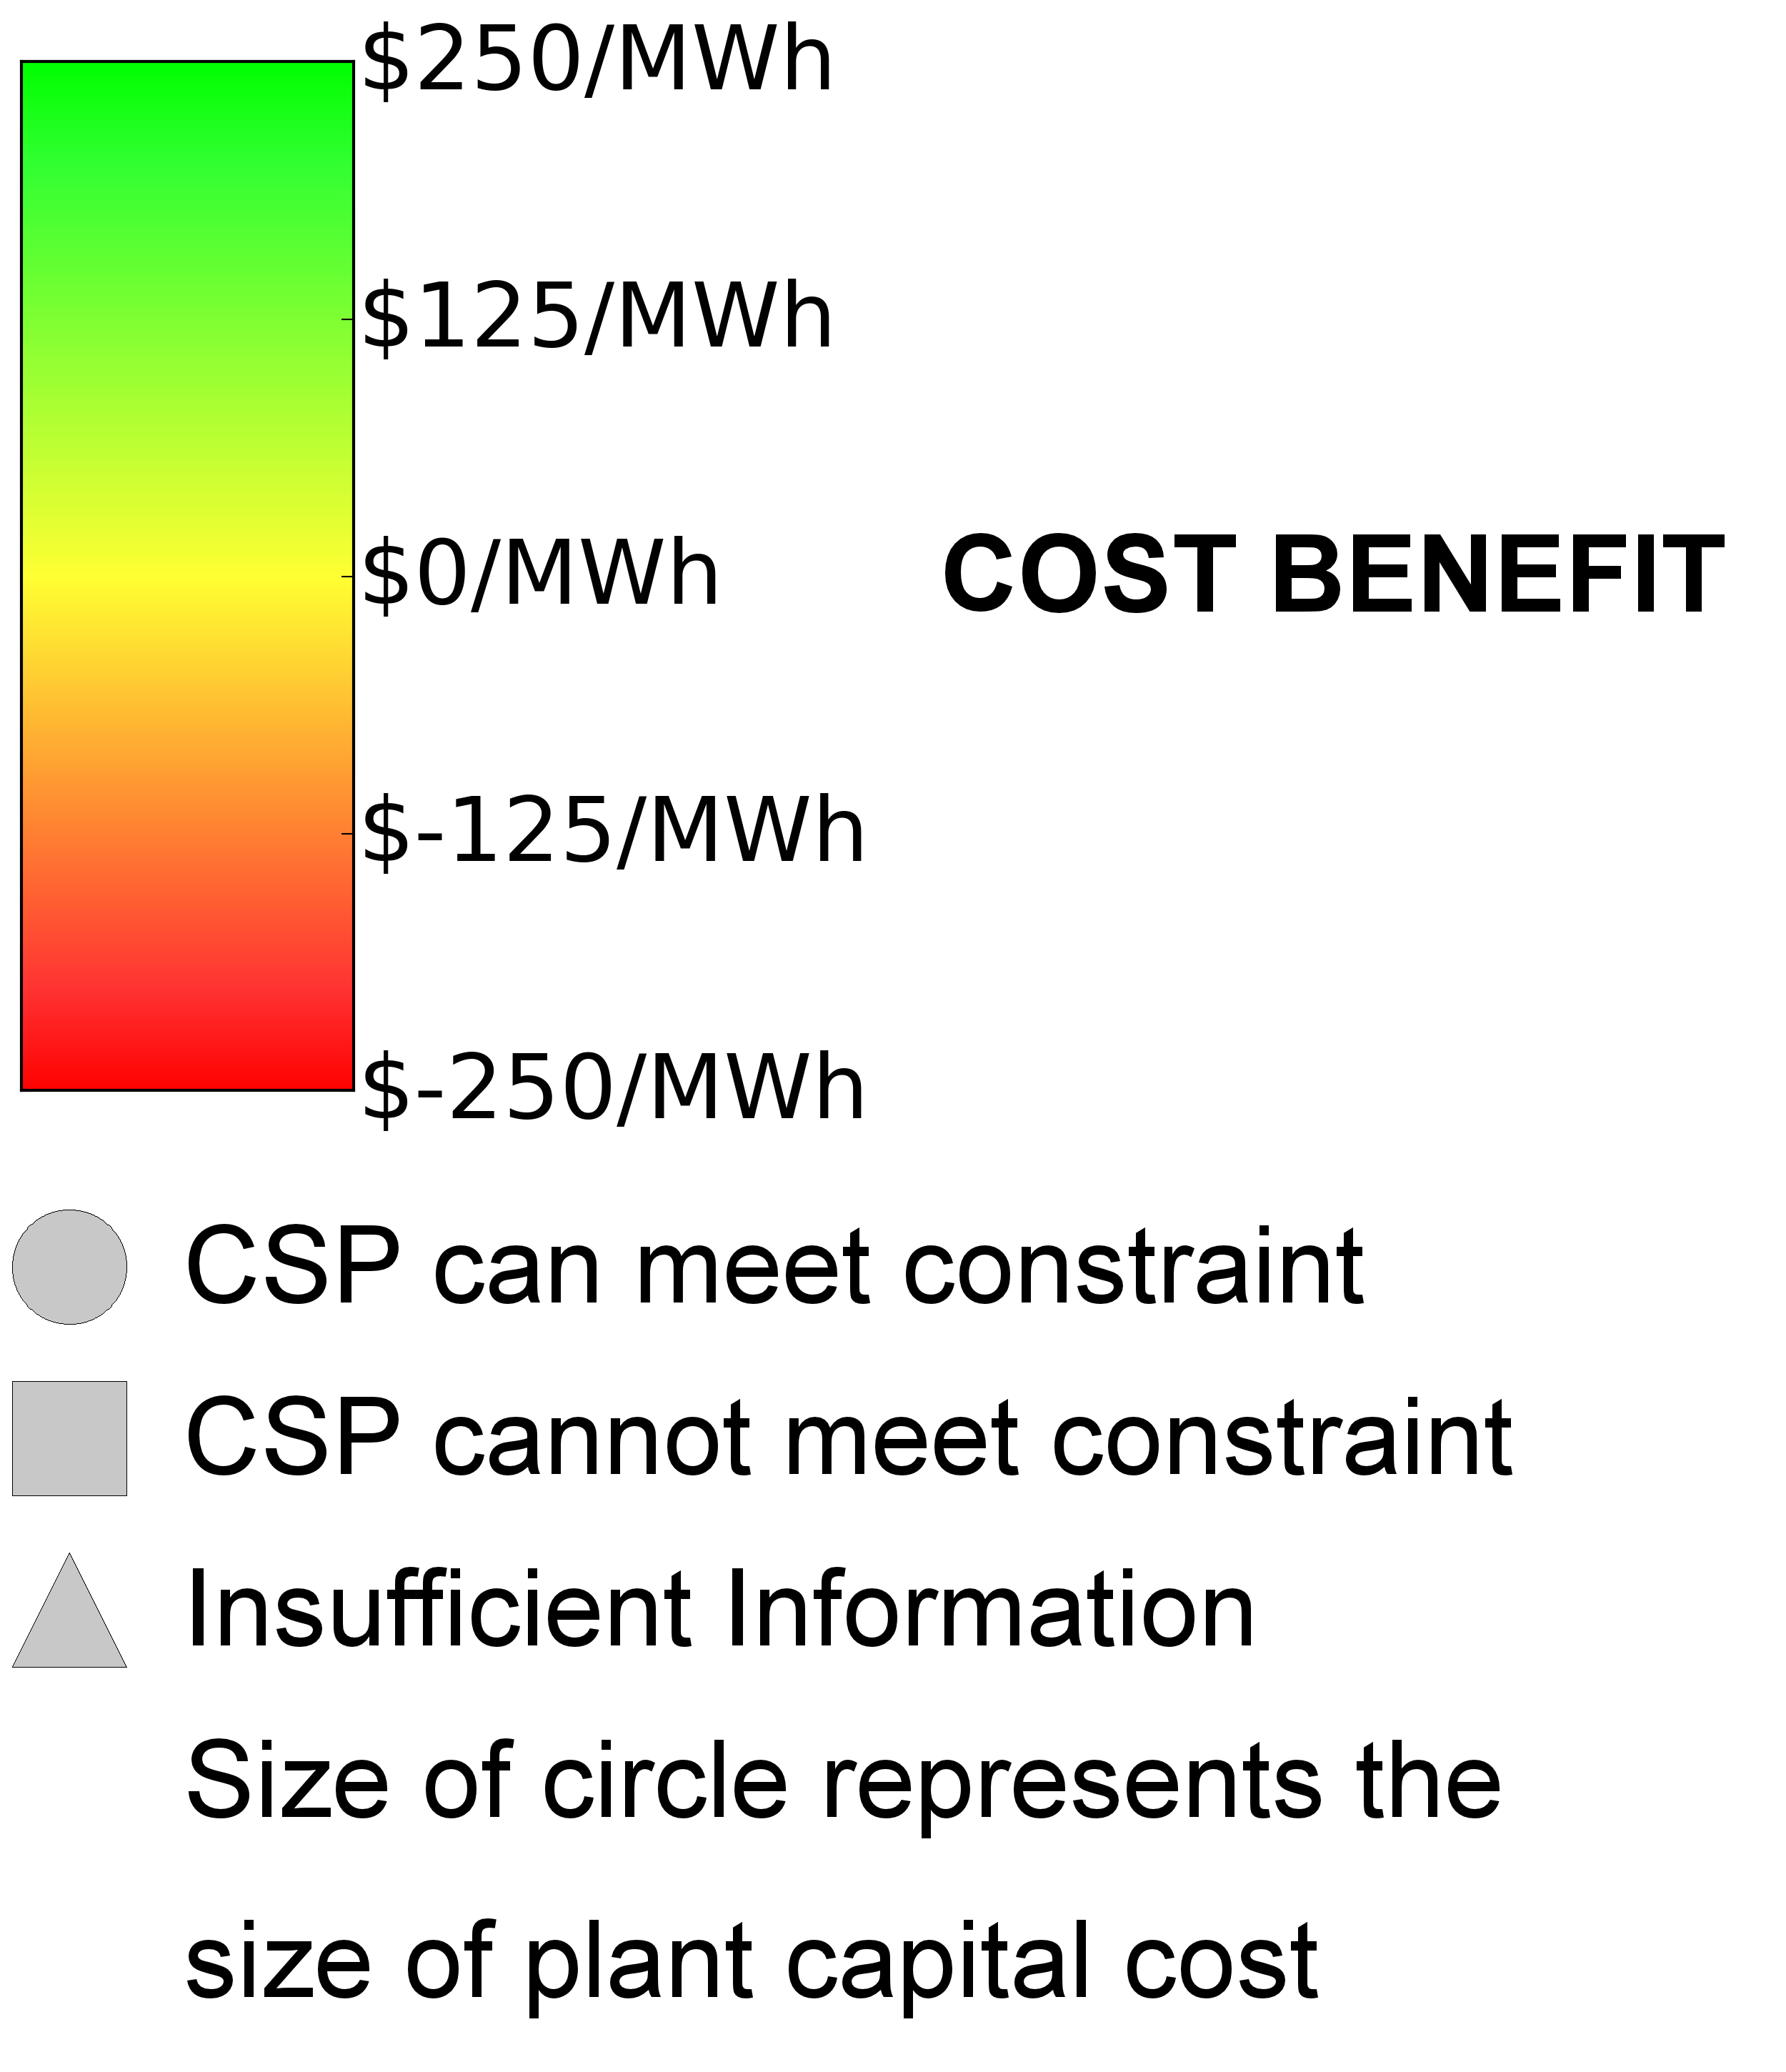 $250/MWh
$125/MWh
$0/MWh
COST BENEFIT
$-125/MWh
$-250/MWh
CSP can meet constraint
CSP cannot meet constraint
Insufficient Information
Size of circle represents the
size of plant capital cost